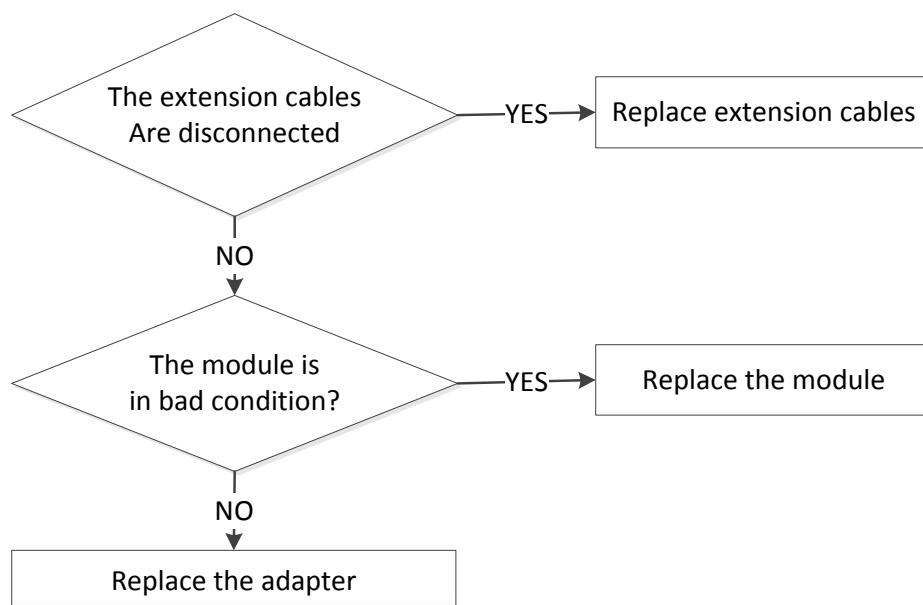 The extension cables
Are disconnected
YES
Replace extension cables
NO
The module is
in bad condition?
YES
Replace the module
NO
Replace the adapter